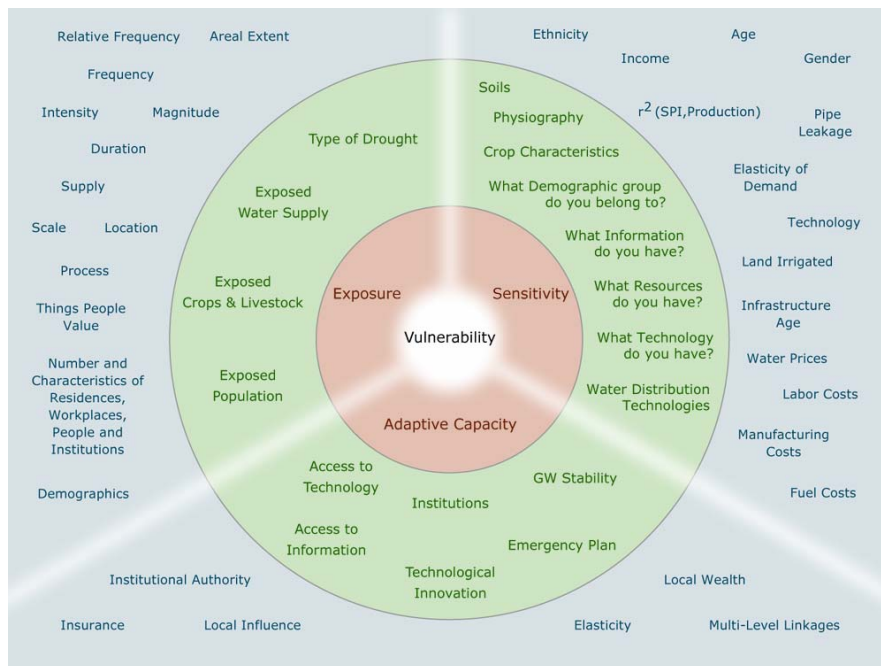 Relative Frequency
Areal Extent
Frequency
Intensity
Magnitude
Duration
Supply
Scale
Location
Process
Things People
Value
Number and
Characteristics of
Residences,
Workplaces,
People and
Institutions
Demographics
Type of Drought
Exposed
Water Supply
Exposed
Crops & Livestock
Exposed
Population
Exposure
Vulnerability
Sensitivity
Adaptive Capacity
Soils
Physiography
Crop Characteristics
What Demographic group
do you belong to?
What Information
do you have?
What Resources
do you have?
What Technology
do you have?
Water Distribution
Technologies
Ethnicity
Age
Income
Gender
r² (SPI,Production)
Pipe
Leakage
Elasticity of
Demand
Technology
Land Irrigated
Infrastructure
Age
Water Prices
Labor Costs
Manufacturing
Costs
Fuel Costs
Access to
Technology
Institutions
GW Stability
Access to
Information
Emergency Plan
Technological
Innovation
Institutional Authority
Local Wealth
Insurance
Local Influence
Elasticity
Multi-Level Linkages